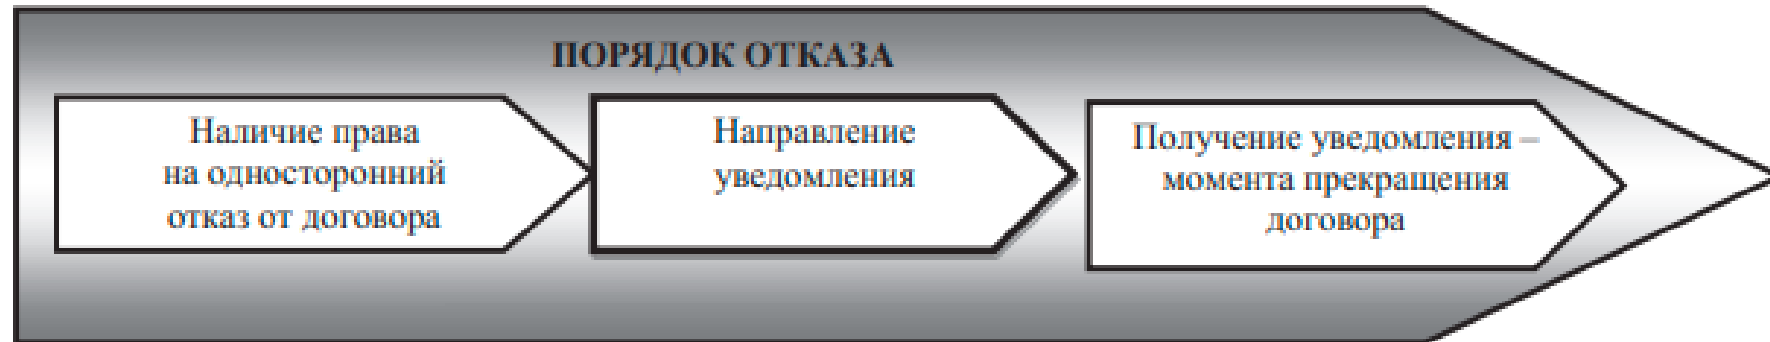 ПОРЯДОК ОТКАЗА
Наличие права
на односторонний
отказ от договора
Направление
уведомления
Получение уведомления –
момента прекращения
договора